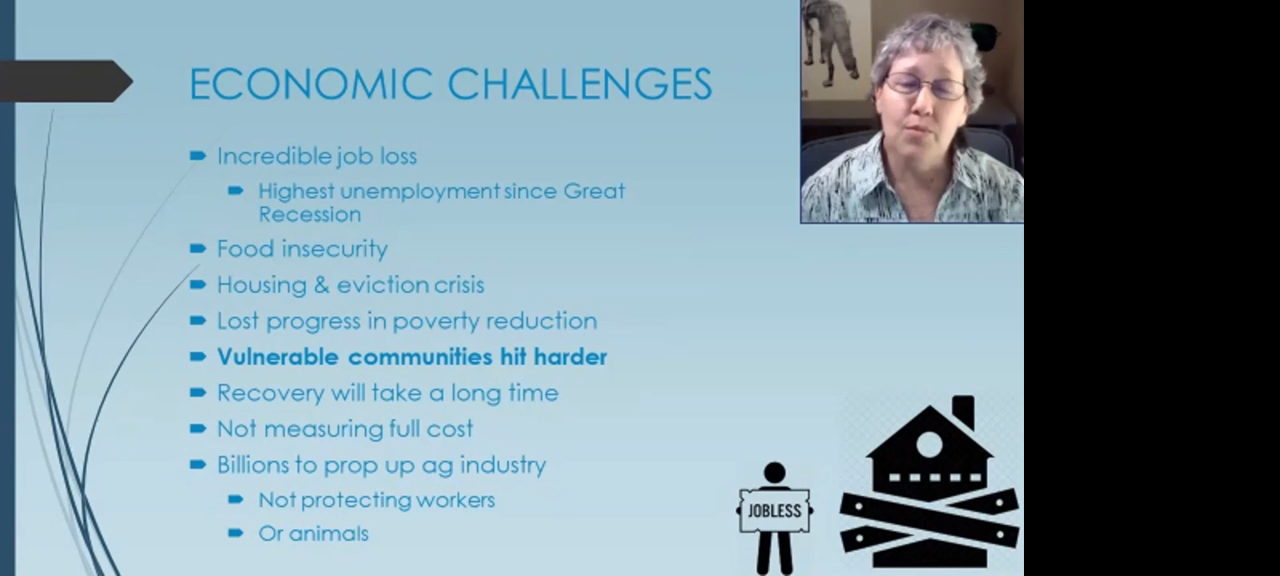 ECONOMIC CHALLENGES
Incredible job loss
Highest unemployment since Great
Recession
Food insecurity
Housing & eviction crisis
Lost progress in poverty reduction
Vulnerable communities hit harder
Recovery will take a long time
Not measuring full cost
Billions to prop up ag industry
Not protecting workers
Or animals
JOBLESS